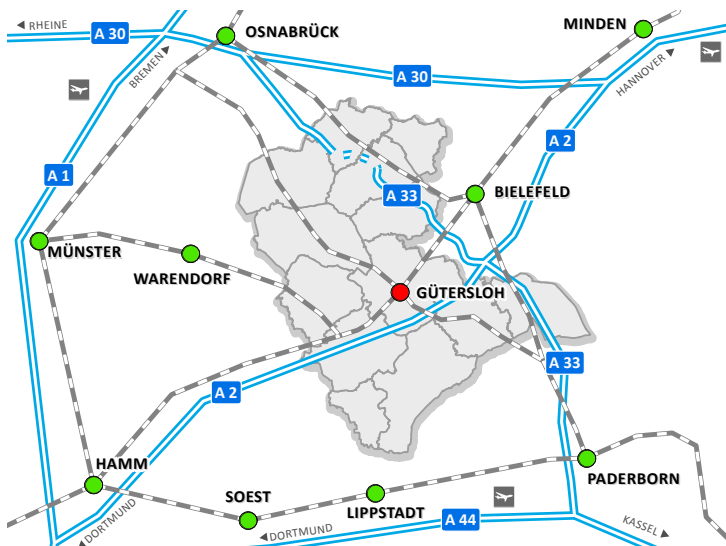 RHEINE
A 30
OSNABRÜCK
MINDEN
BREMEN
A 30
HANNOVER
A 2
A 1
A 33
BIELEFELD
MÜNSTER
WARENDORF
GÜTERSLOH
A 33
A 2
HAMM
PADERBORN
SOEST
LIPPSTADT
DORTMUND
DORTMUND
A 44
KASSEL